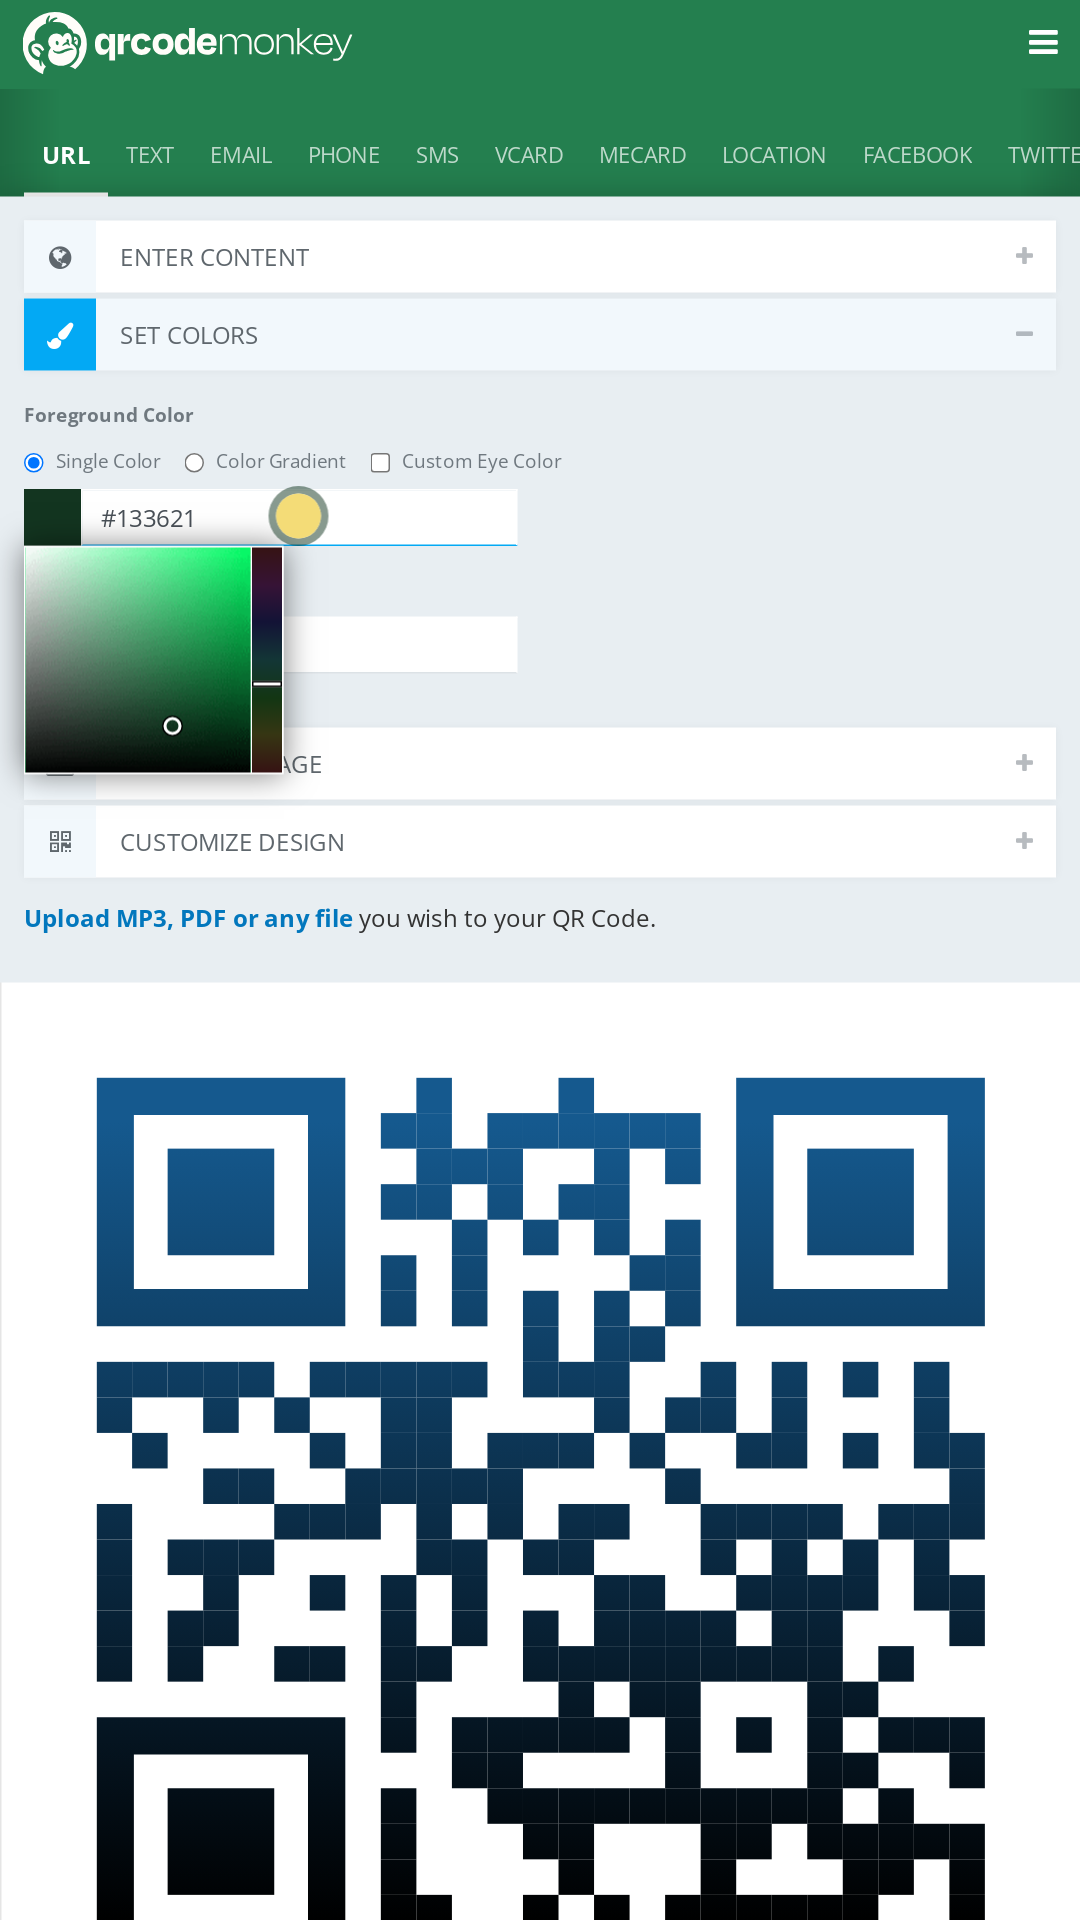 qrcodemonkey
URL TEXT EMAIL PHONE SMS VCARD MECARD LOCATION FACEBOOK TWITTE
ENTER CONTENT
SET COLORS
Foreground Color
Single Color Color Gradient Custom Eye Color
#133621
AGE
CUSTOMIZE DESIGN
Upload MP3, PDF or any file you wish to your QR Code.